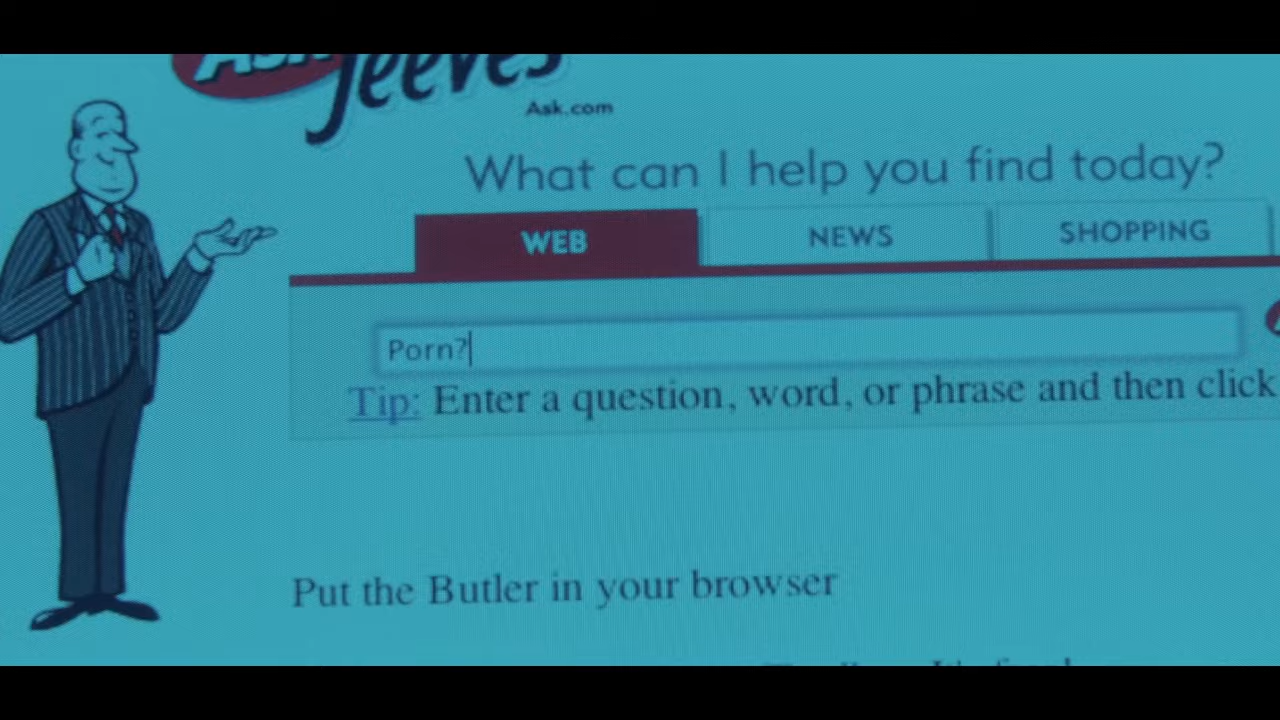 Ask
Jeeves
Ask.com
What can I help you find today?
WEB
NEWS
SHOPPING
Porn?
Tip: Enter a question, word, or phrase and then click
Put the Butler in your browser